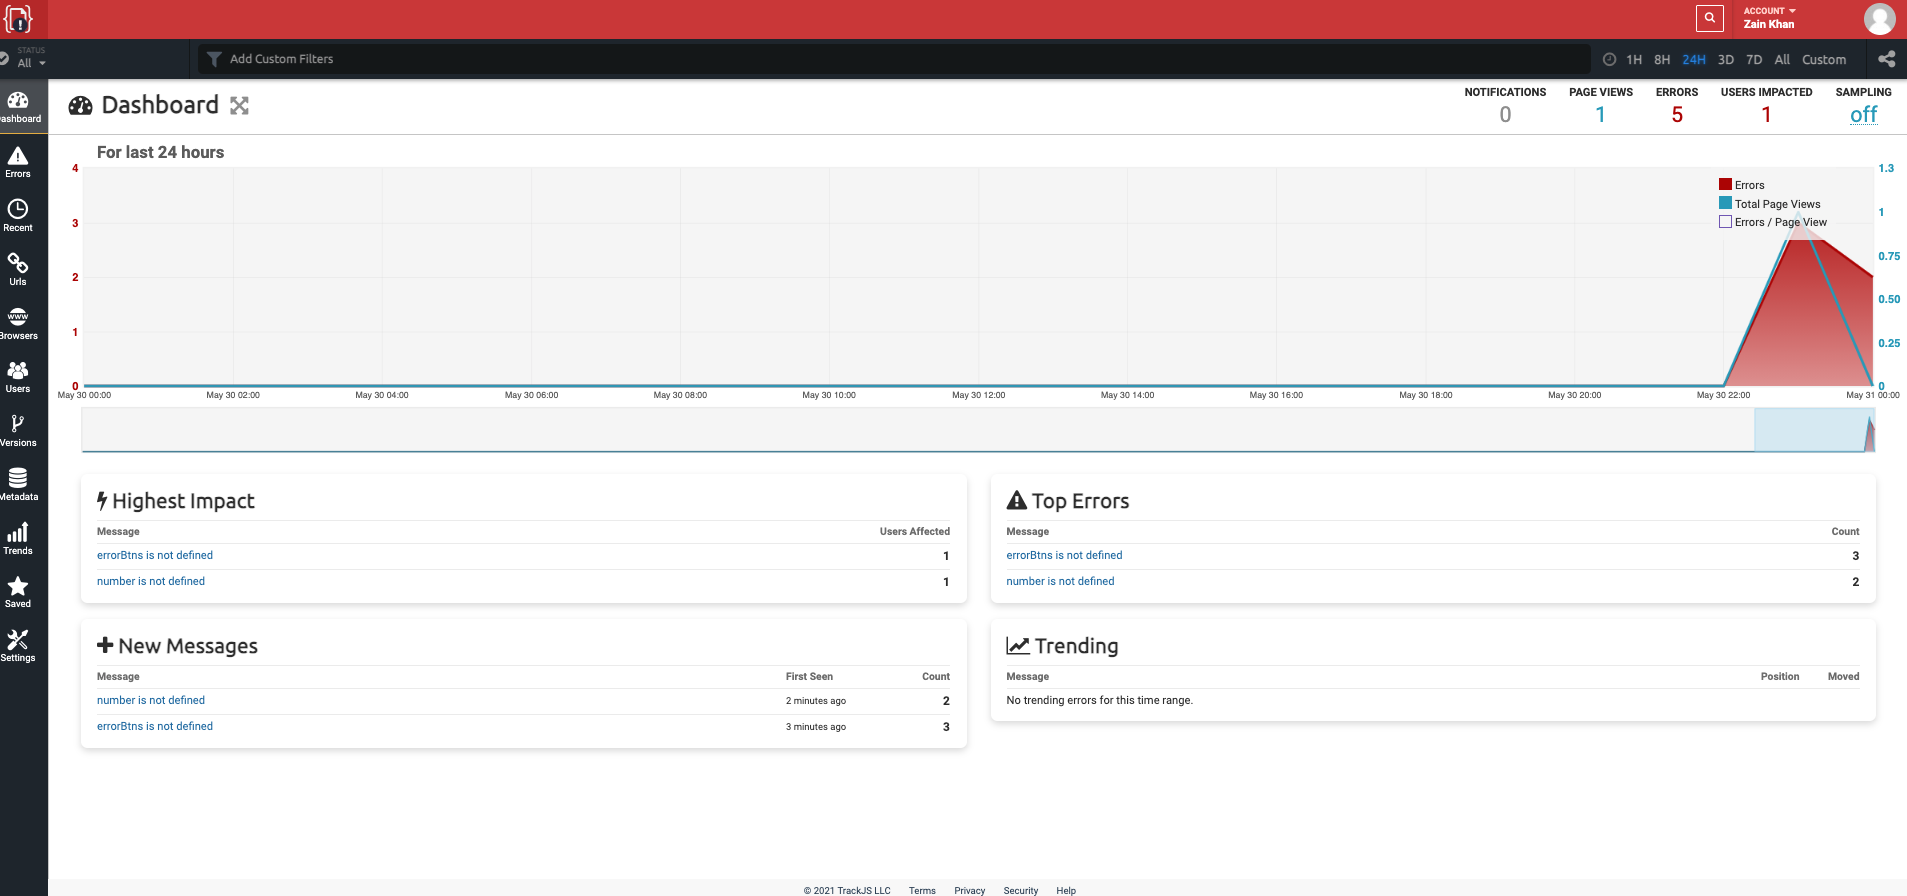 ACCOUNT
Zain Khan
STATUS
All
Add Custom Filters
1H 8H 24H 3D 7D All Custom
Dashboard
Errors
Recent
Urls
Browsers
Users
Versions
Metadata
Trends
Saved
Settings
Dashboard
NOTIFICATIONS PAGE VIEWS ERRORS USERS IMPACTED SAMPLING
0 1 5 1 off
For last 24 hours
4
3
2
1
0
1.3
1
0.75
0.50
0.25
0
Errors
Total Page Views
Errors / Page View
May 30 00:00 May 30 02:00 May 30 04:00 May 30 06:00 May 30 08:00 May 30 10:00 May 30 12:00 May 30 14:00 May 30 16:00 May 30 18:00 May 30 20:00 May 30 22:00 May 31 00:00
Highest Impact
Message Users Affected
errorBtns is not defined 1
number is not defined 1
Top Errors
Message Count
errorBtns is not defined 3
number is not defined 2
New Messages
Message First Seen Count
number is not defined 2 minutes ago 2
errorBtns is not defined 3 minutes ago 3
Trending
Message Position Moved
No trending errors for this time range.
© 2021 TrackJS LLC Terms Privacy Security Help